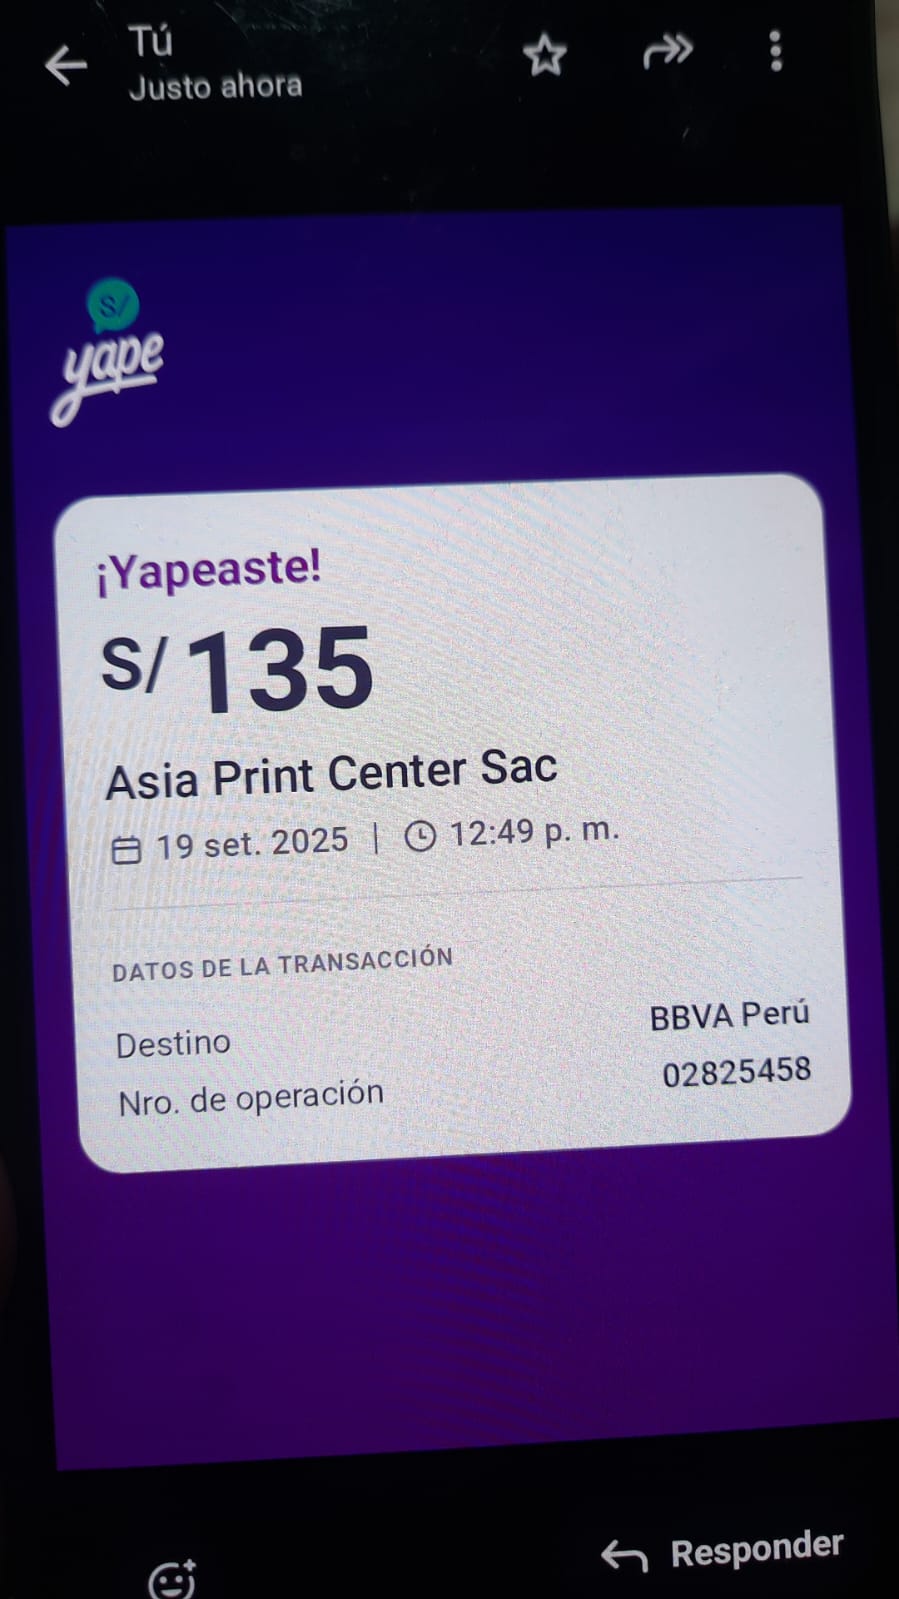 Tú
Justo ahora
S/
yape
¡Yapeaste!
S/ 135
Asia Print Center Sac
19 set. 2025 | 12:49 p. m.
DATOS DE LA TRANSACCIÓN
Destino BBVA Perú
Nro. de operación 02825458
Responder